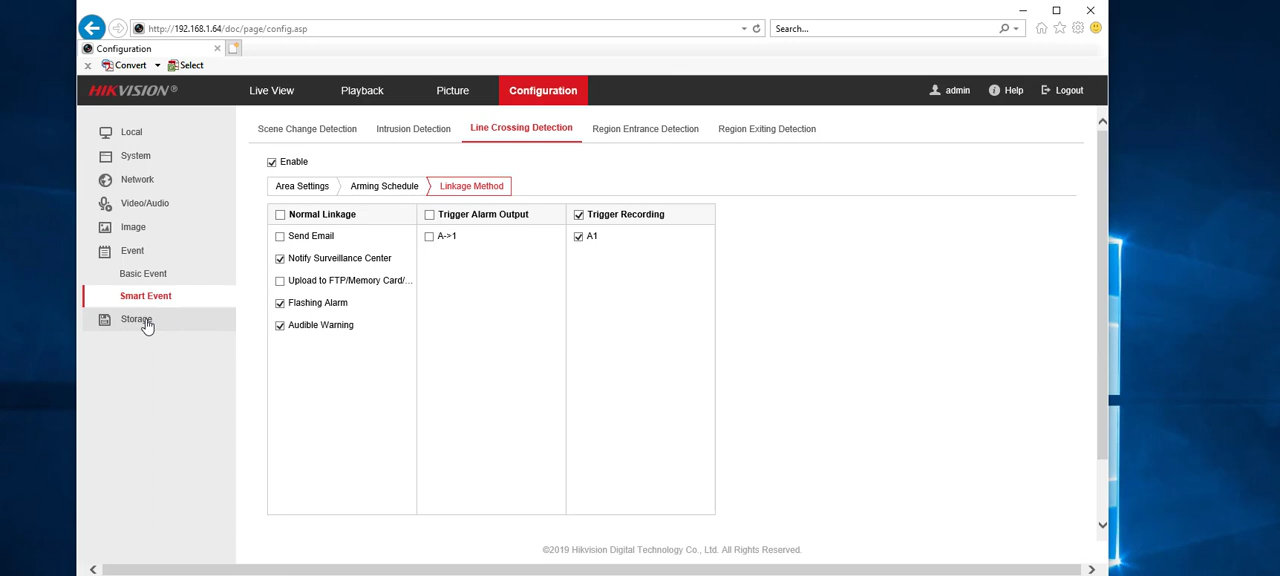 http://192.168.1.64/doc/page/config.asp
Search...
Configuration
Convert
Select
HIKVISION®
Live View
Playback
Picture
Configuration
admin
Help
Logout
Local
System
Network
Video/Audio
Image
Event
Basic Event
Smart Event
Storage
Scene Change Detection
Intrusion Detection
Line Crossing Detection
Region Entrance Detection
Region Exiting Detection
Enable
Area Settings
Arming Schedule
Linkage Method
Normal Linkage
Trigger Alarm Output
Trigger Recording
Send Email
A->1
A1
Notify Surveillance Center
Upload to FTP/Memory Card/...
Flashing Alarm
Audible Warning
©2019 Hikvision Digital Technology Co., Ltd. All Rights Reserved.